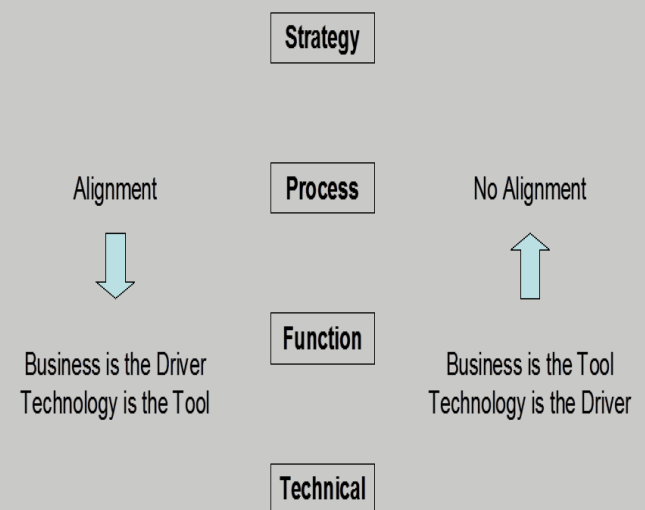 Strategy
Alignment
Process
No Alignment
Function
Business is the Driver
Technology is the Tool
Business is the Tool
Technology is the Driver
Technical